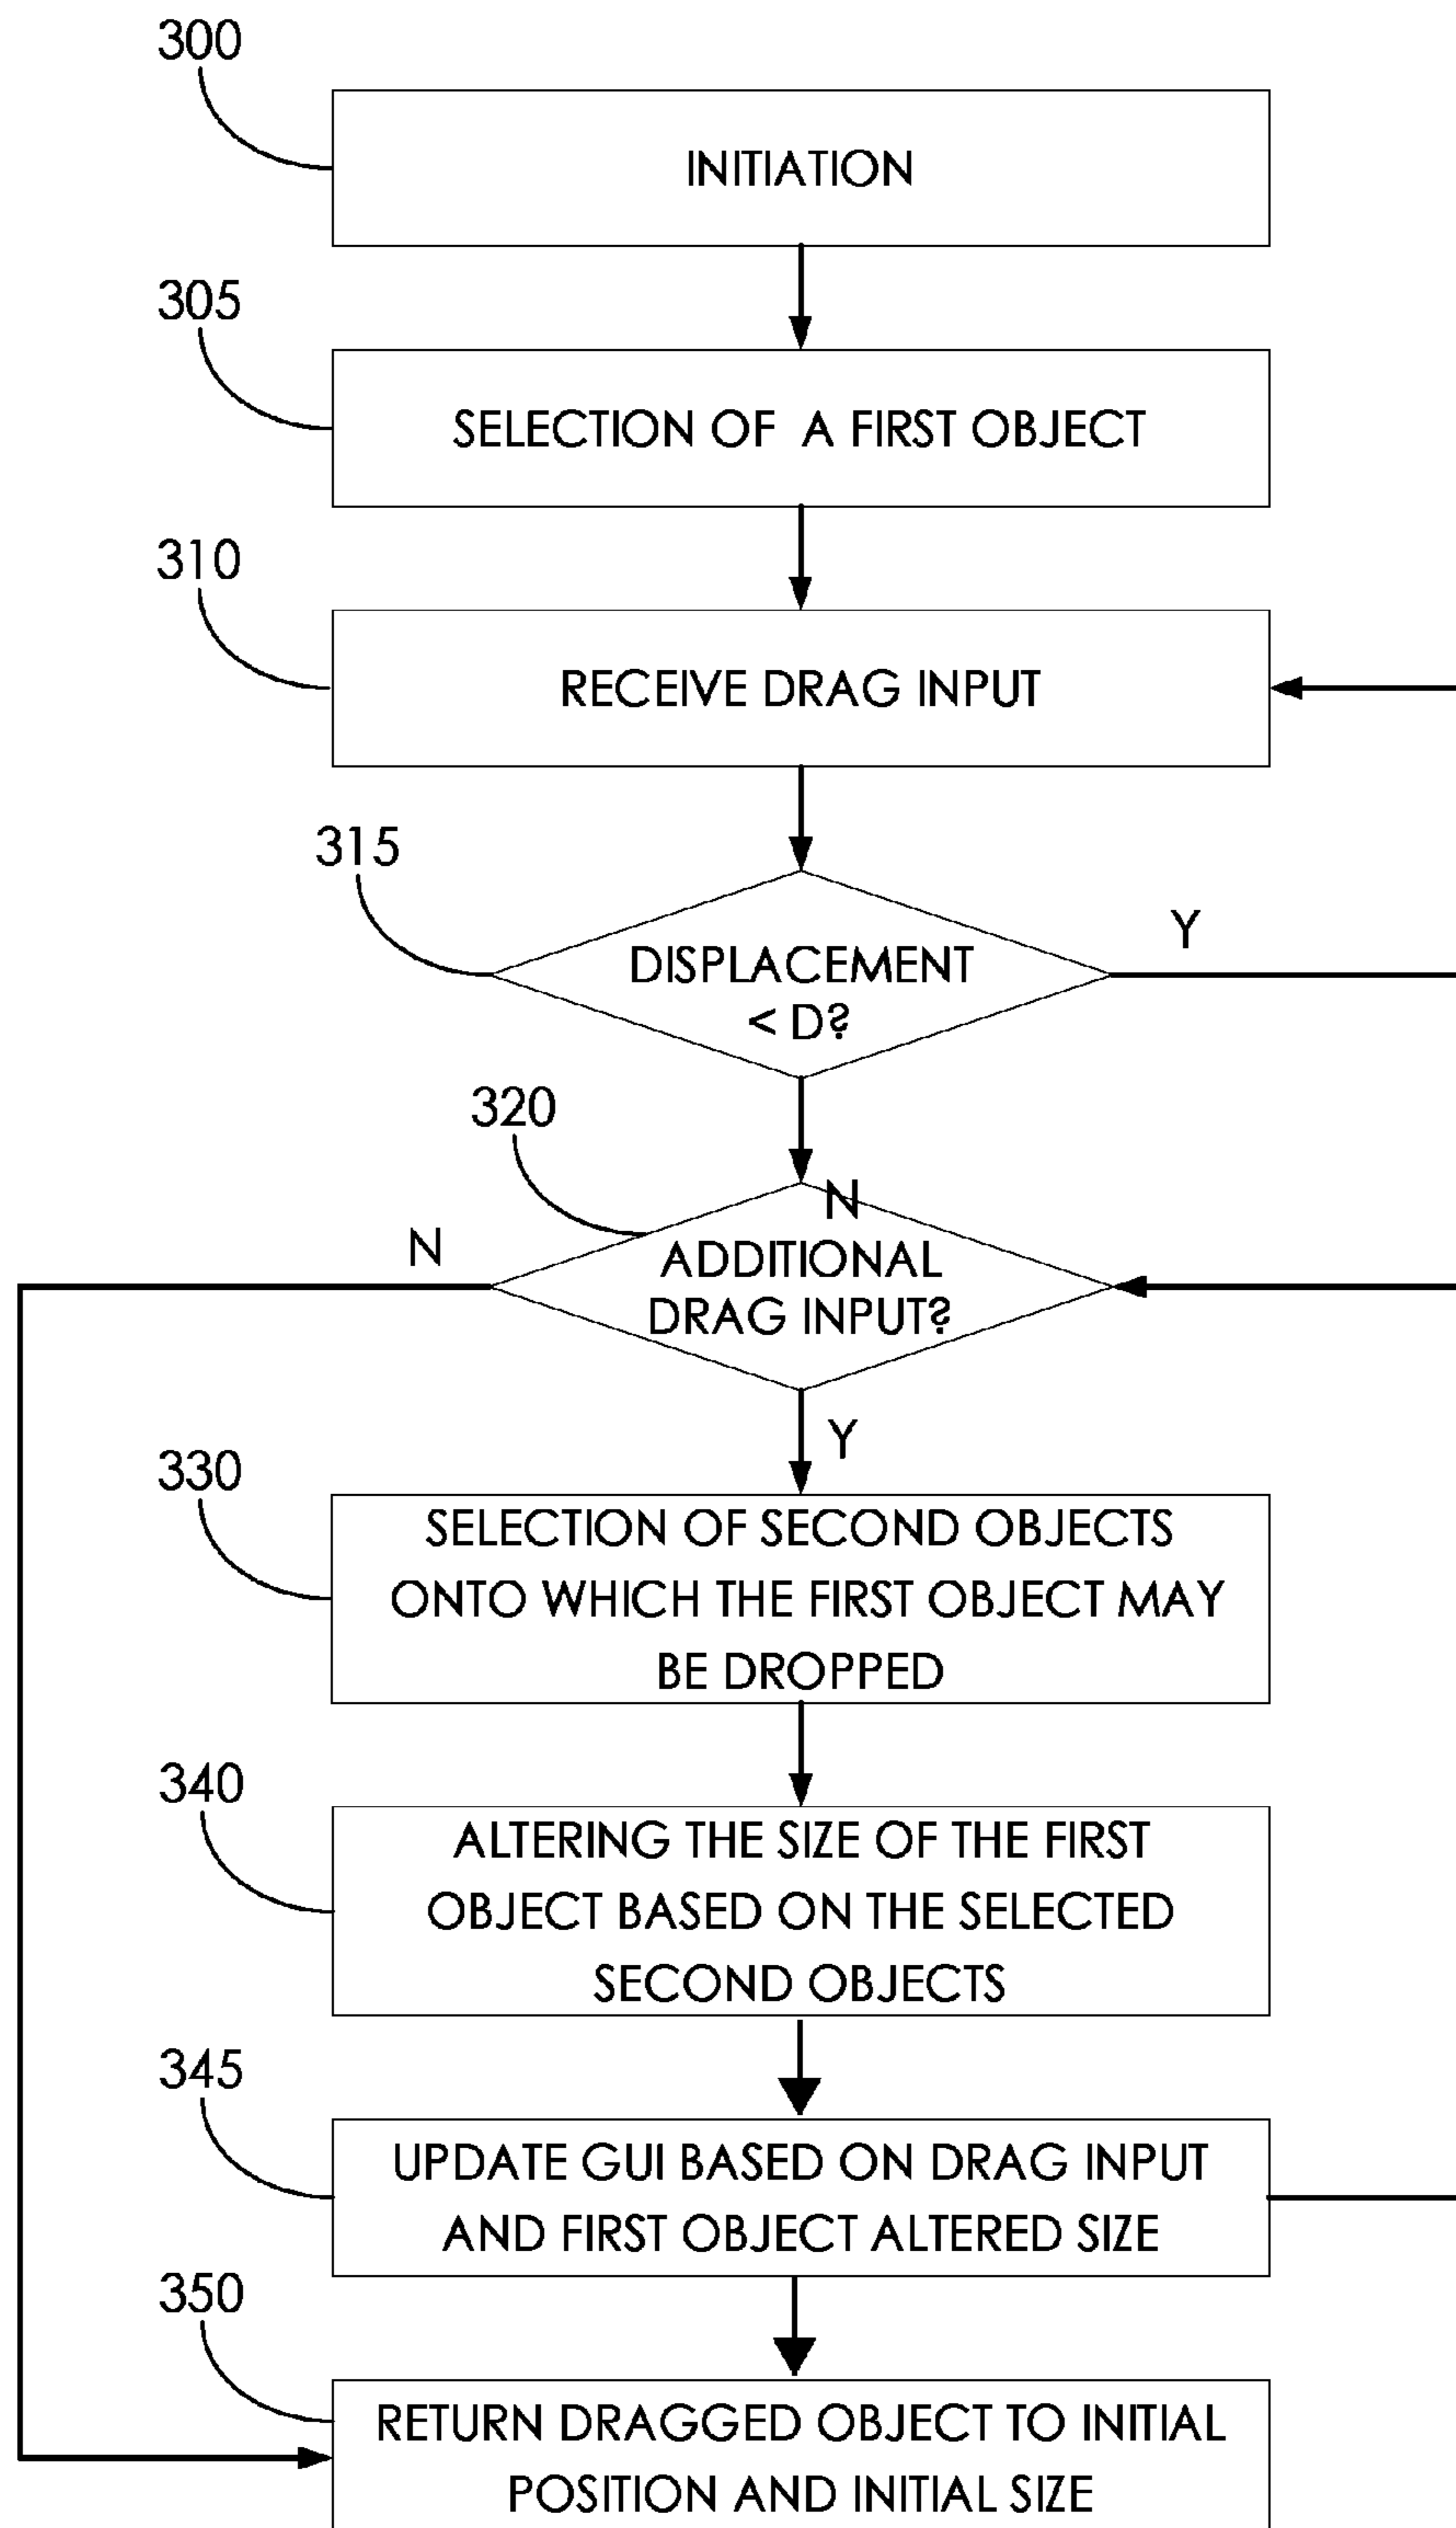 300
INITIATION
305
SELECTION OF A FIRST OBJECT
310
RECEIVE DRAG INPUT
315
Y
DISPLACEMENT
< D?
320
N
N
ADDITIONAL
DRAG INPUT?
Y
330
SELECTION OF SECOND OBJECTS
ONTO WHICH THE FIRST OBJECT MAY
BE DROPPED
340
ALTERING THE SIZE OF THE FIRST
OBJECT BASED ON THE SELECTED
SECOND OBJECTS
345
UPDATE GUI BASED ON DRAG INPUT
AND FIRST OBJECT ALTERED SIZE
350
RETURN DRAGGED OBJECT TO INITIAL
POSITION AND INITIAL SIZE